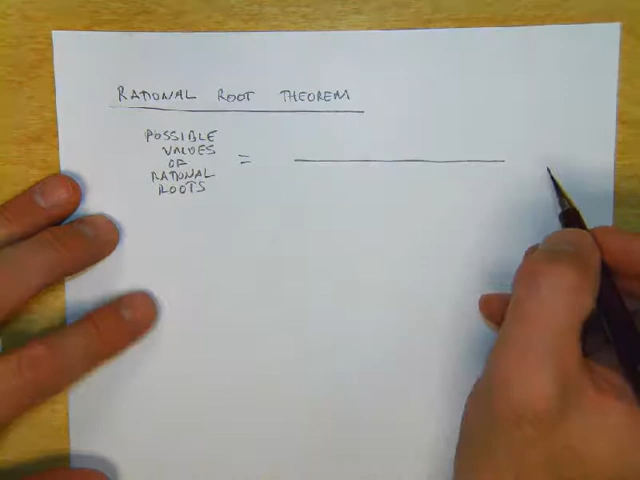 RATIONAL ROOT THEOREM
POSSIBLE
VALUES
OF
RATIONAL
ROOTS
=